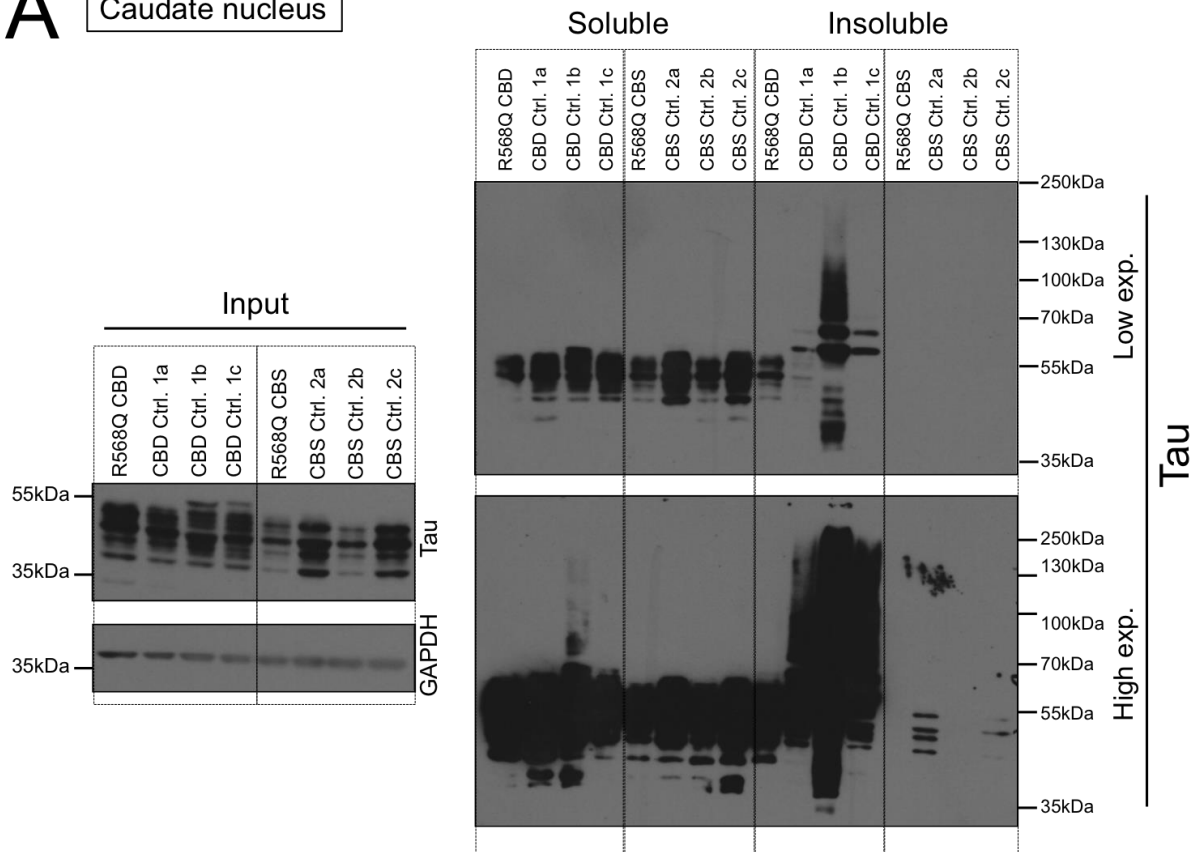 A
Caudate nucleus
Soluble
Insoluble
R568Q CBD
CBD Ctrl. 1a
CBD Ctrl. 1b
CBD Ctrl. 1c
R568Q CBS
CBS Ctrl. 2a
CBS Ctrl. 2b
CBS Ctrl. 2c
R568Q CBD
CBD Ctrl. 1a
CBD Ctrl. 1b
CBD Ctrl. 1c
R568Q CBS
CBS Ctrl. 2a
CBS Ctrl. 2b
CBS Ctrl. 2c
250kDa
130kDa
100kDa
70kDa
55kDa
35kDa
Low exp.
250kDa
130kDa
100kDa
70kDa
55kDa
35kDa
High exp.
Tau
Input
R568Q CBD
CBD Ctrl. 1a
CBD Ctrl. 1b
CBD Ctrl. 1c
R568Q CBS
CBS Ctrl. 2a
CBS Ctrl. 2b
CBS Ctrl. 2c
55kDa
35kDa
Tau
35kDa
GAPDH